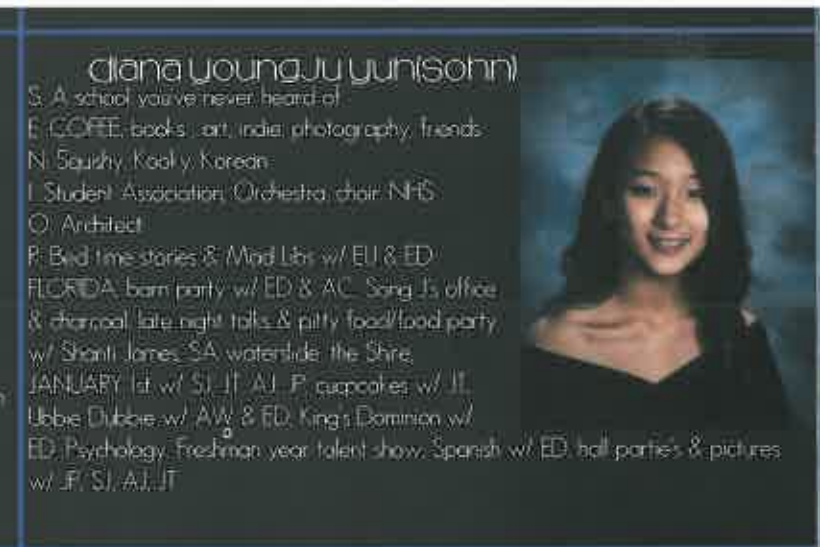 diana youngju yun(sohn)
S: A school you've never heard of
E: COFFEE, books, art, indie, photography, friends
N: Squishy, Kooky, Korean
I: Student Association, Orchestra, choir, NHS
O: Architect
R: Bed time stories & Mad Libs w/ EU & ED
FLORIDA, barn party w/ ED & AC, Song J's office
& charcoal, late night talks & pitty food/food party
w/ Shanti James, SA waterslide, the Shire,
JANUARY 1st w/ SJ, JT, AJ, JP, cupcakes w/ JT,
Ubbie Dubbie w/ AW & ED, King's Dominion w/
ED, Psychology, Freshman year talent show, Spanish w/ ED, hall partie's & pictures
w/ JP, SJ, AJ, JT